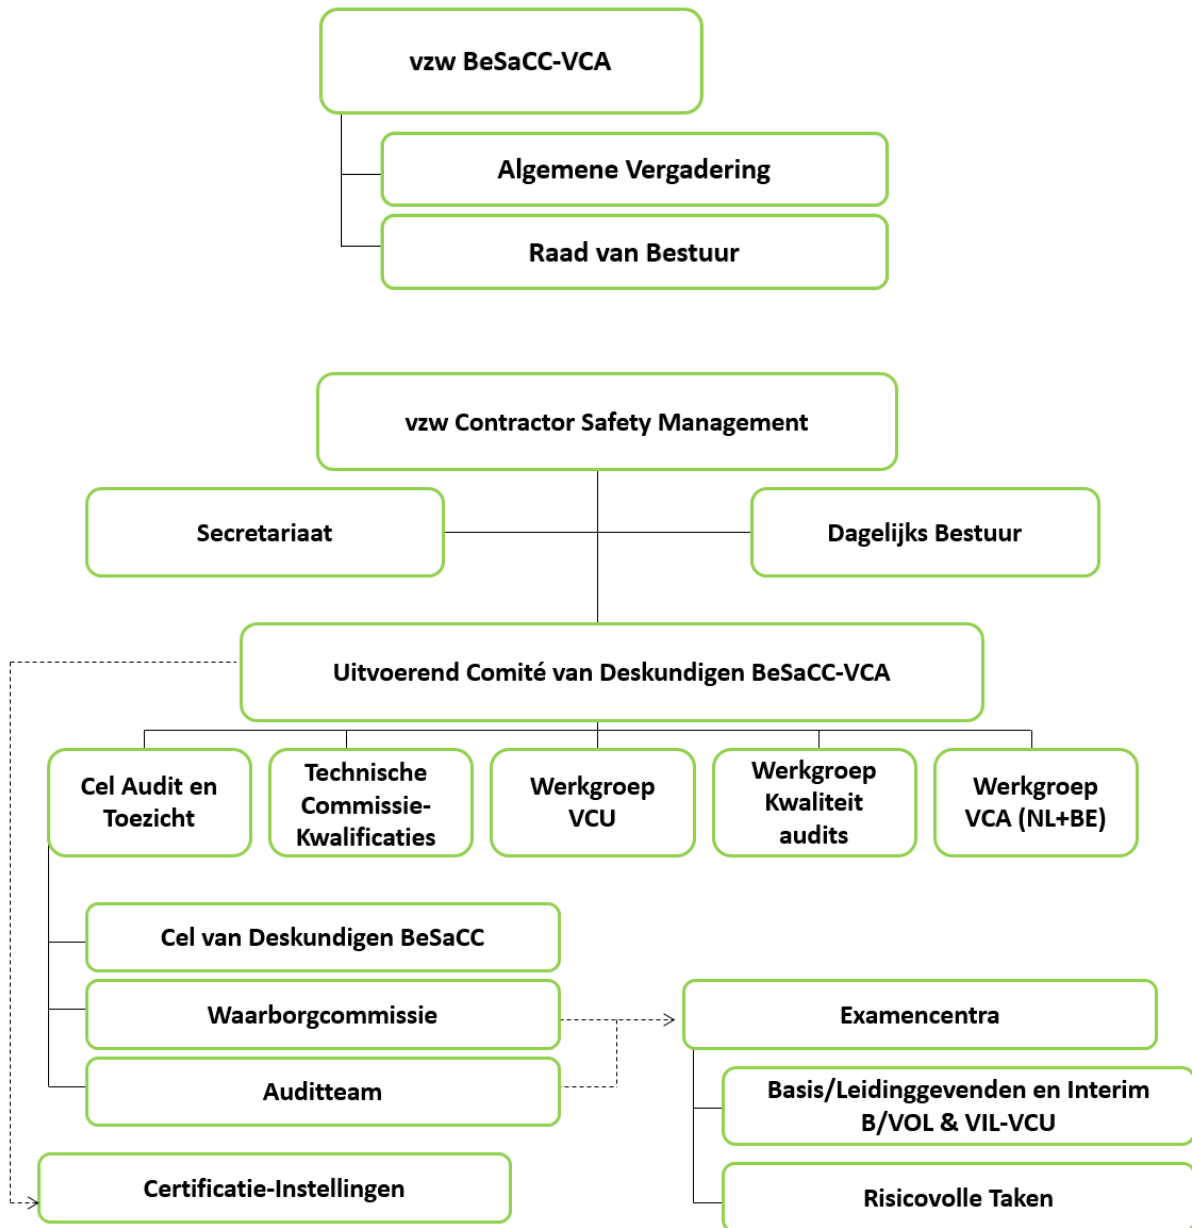 vzw BeSaCC-VCA
Algemene Vergadering
Raad van Bestuur
vzw Contractor Safety Management
Secretariaat
Dagelijks Bestuur
Uitvoerend Comité van Deskundigen BeSaCC-VCA
Cel Audit en
Toezicht
Technische
Commissie-
Kwalificaties
Werkgroep
VCU
Werkgroep
Kwaliteit
audits
Werkgroep
VCA (NL+BE)
Cel van Deskundigen BeSaCC
Waarborgcommissie
Auditteam
Examencentra
Basis/Leidinggevenden en Interim
B/VOL & VIL-VCU
Risicovolle Taken
Certificatie-Instellingen